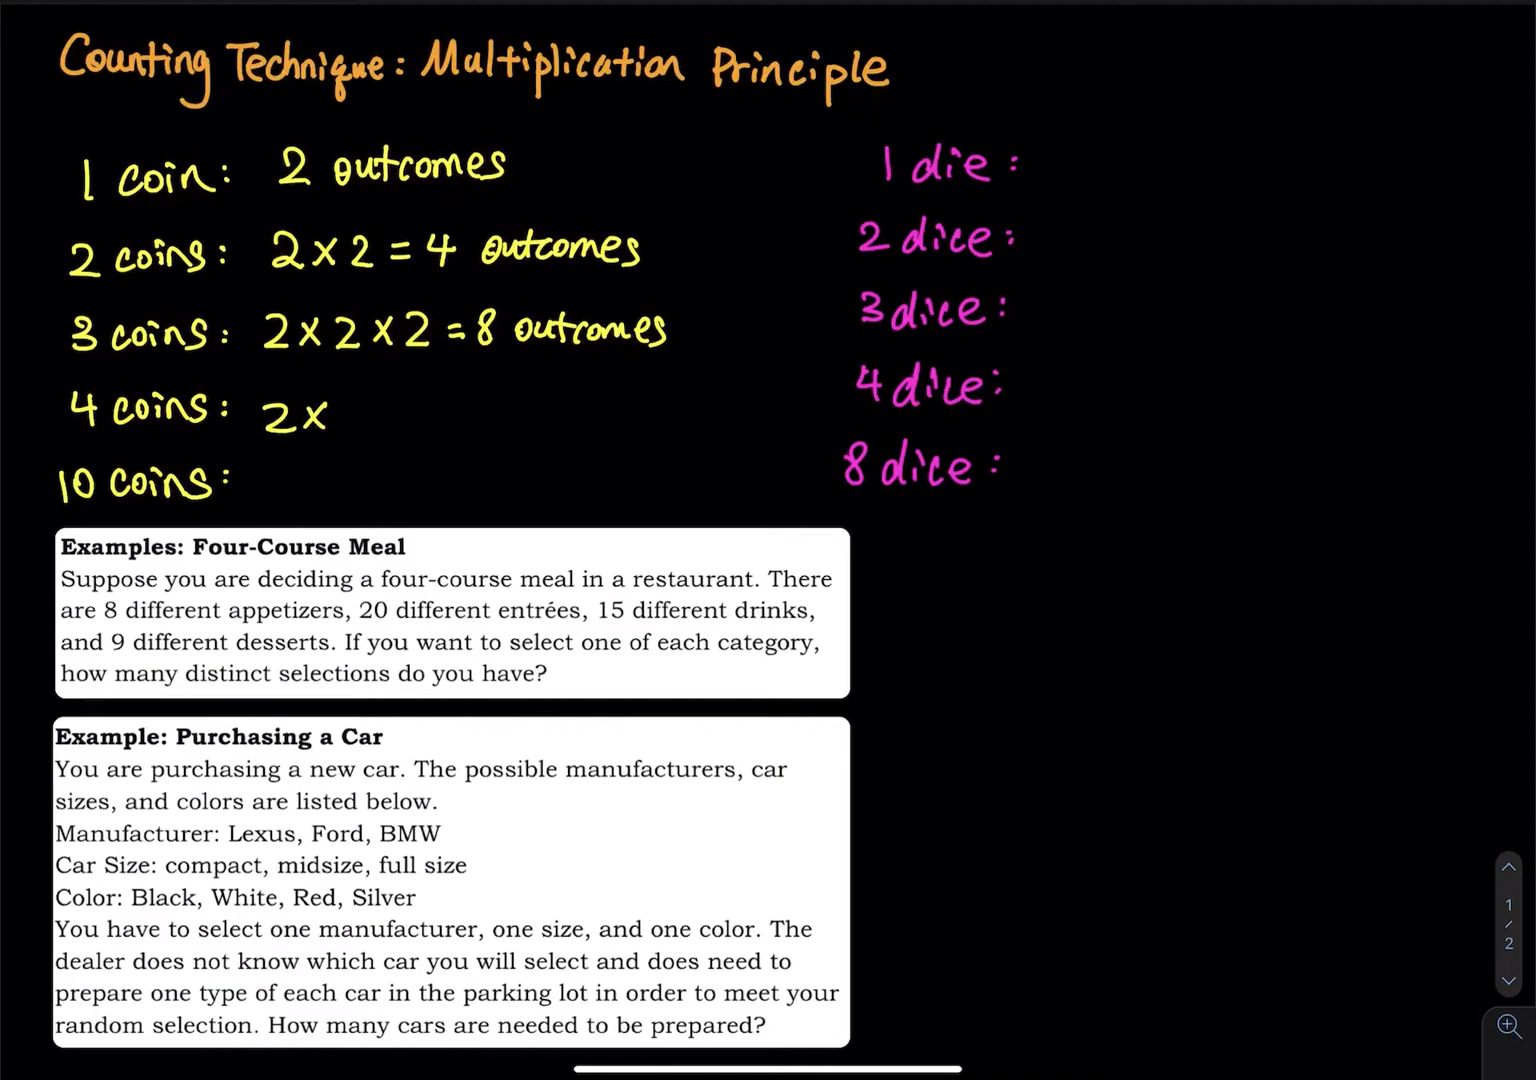 Counting Technique: Multiplication Principle
1 coin: 2 outcomes
2 coins: 2 × 2 = 4 outcomes
3 coins: 2 × 2 × 2 = 8 outcomes
4 coins: 2 ×
10 coins:
1 die:
2 dice:
3 dice:
4 dice:
8 dice:
Examples: Four-Course Meal
Suppose you are deciding a four-course meal in a restaurant. There
are 8 different appetizers, 20 different entrées, 15 different drinks,
and 9 different desserts. If you want to select one of each category,
how many distinct selections do you have?
Example: Purchasing a Car
You are purchasing a new car. The possible manufacturers, car
sizes, and colors are listed below.
Manufacturer: Lexus, Ford, BMW
Car Size: compact, midsize, full size
Color: Black, White, Red, Silver
You have to select one manufacturer, one size, and one color. The
dealer does not know which car you will select and does need to
prepare one type of each car in the parking lot in order to meet your
random selection. How many cars are needed to be prepared?
1
/
2